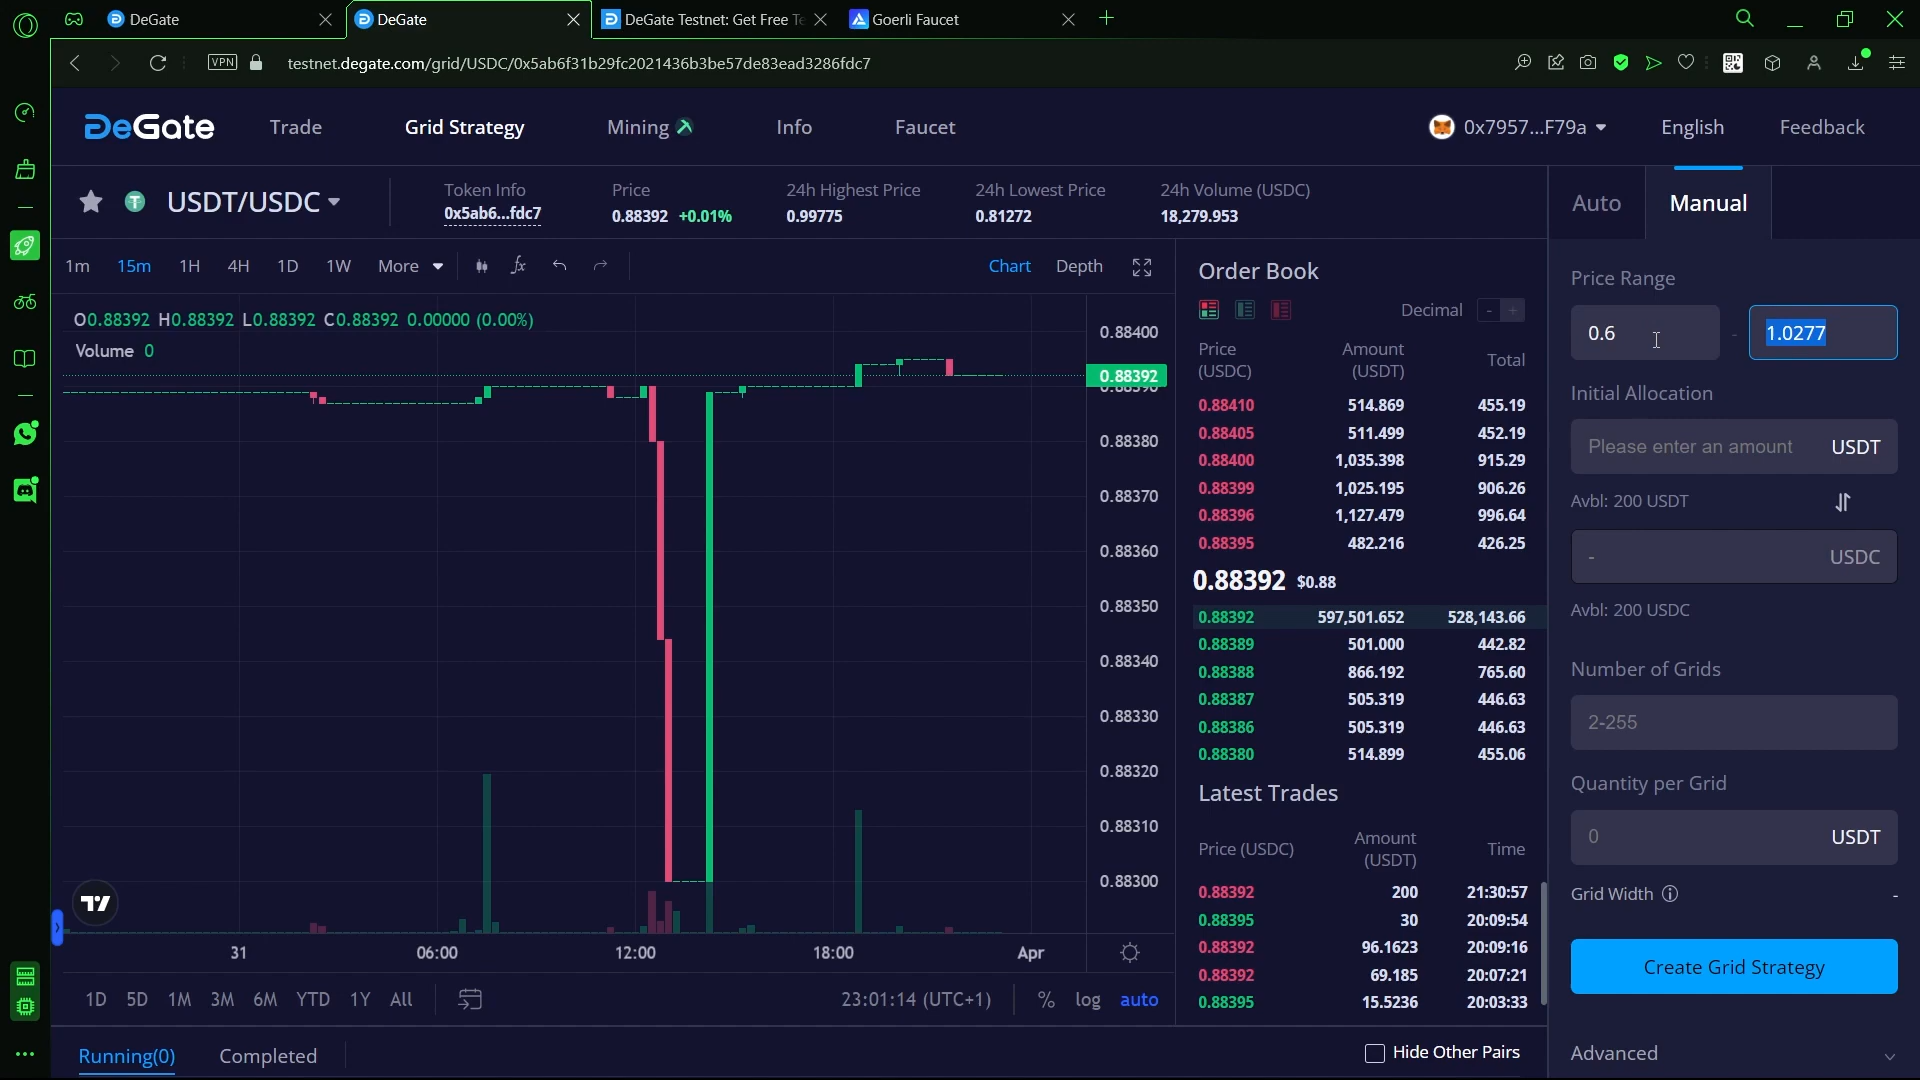 DeGate
DeGate
DeGate Testnet: Get Free Te
Goerli Faucet
VPN
testnet.degate.com/grid/USDC/0x5ab6f31b29fc2021436b3be57de83ead3286fdc7
DeGate Trade Grid Strategy Mining Info Faucet 0x7957...F79a English Feedback
USDT/USDC
Token Info
0x5ab6...fdc7
Price
0.88392 +0.01%
24h Highest Price
0.99775
24h Lowest Price
0.81272
24h Volume (USDC)
18,279.953
1m 15m 1H 4H 1D 1W More Chart Depth
O0.88392 H0.88392 L0.88392 C0.88392 0.00000 (0.00%)
Volume 0
0.88400
0.88392
0.88390
0.88380
0.88370
0.88360
0.88350
0.88340
0.88330
0.88320
0.88310
0.88300
31 06:00 12:00 18:00 Apr
1D 5D 1M 3M 6M YTD 1Y All 23:01:14 (UTC+1) % log auto
Order Book
Decimal - +
Price (USDC) Amount (USDT) Total
0.88410 514.869 455.19
0.88405 511.499 452.19
0.88400 1,035.398 915.29
0.88399 1,025.195 906.26
0.88396 1,127.479 996.64
0.88395 482.216 426.25
0.88392 $0.88
0.88392 597,501.652 528,143.66
0.88389 501.000 442.82
0.88388 866.192 765.60
0.88387 505.319 446.63
0.88386 505.319 446.63
0.88380 514.899 455.06
Latest Trades
Price (USDC) Amount (USDT) Time
0.88392 200 21:30:57
0.88395 30 20:09:54
0.88392 96.1623 20:09:16
0.88392 69.185 20:07:21
0.88395 15.5236 20:03:33
Auto Manual
Price Range
0.6 - 1.0277
Initial Allocation
Please enter an amount USDT
Avbl: 200 USDT
- USDC
Avbl: 200 USDC
Number of Grids
2-255
Quantity per Grid
0 USDT
Grid Width -
Create Grid Strategy
Advanced
Running(0) Completed Hide Other Pairs